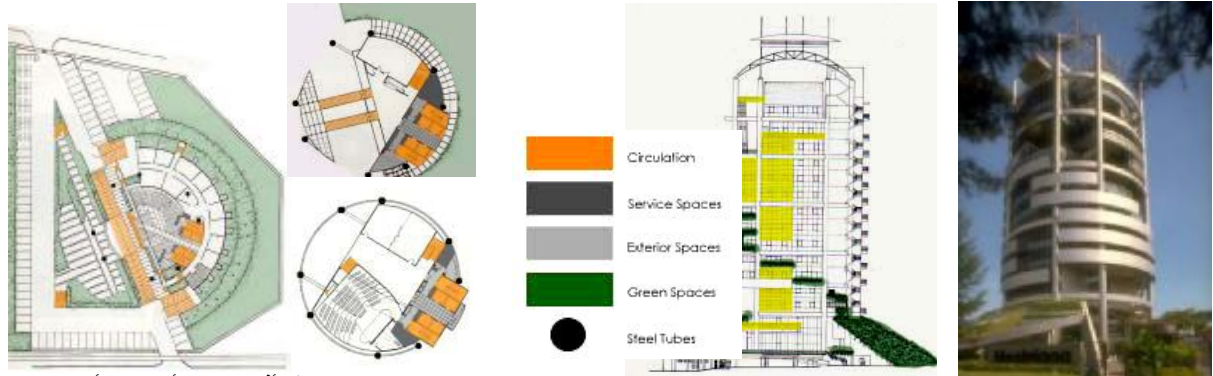 Circulation
Service Spaces
Exterior Spaces
Green Spaces
Steel Tubes